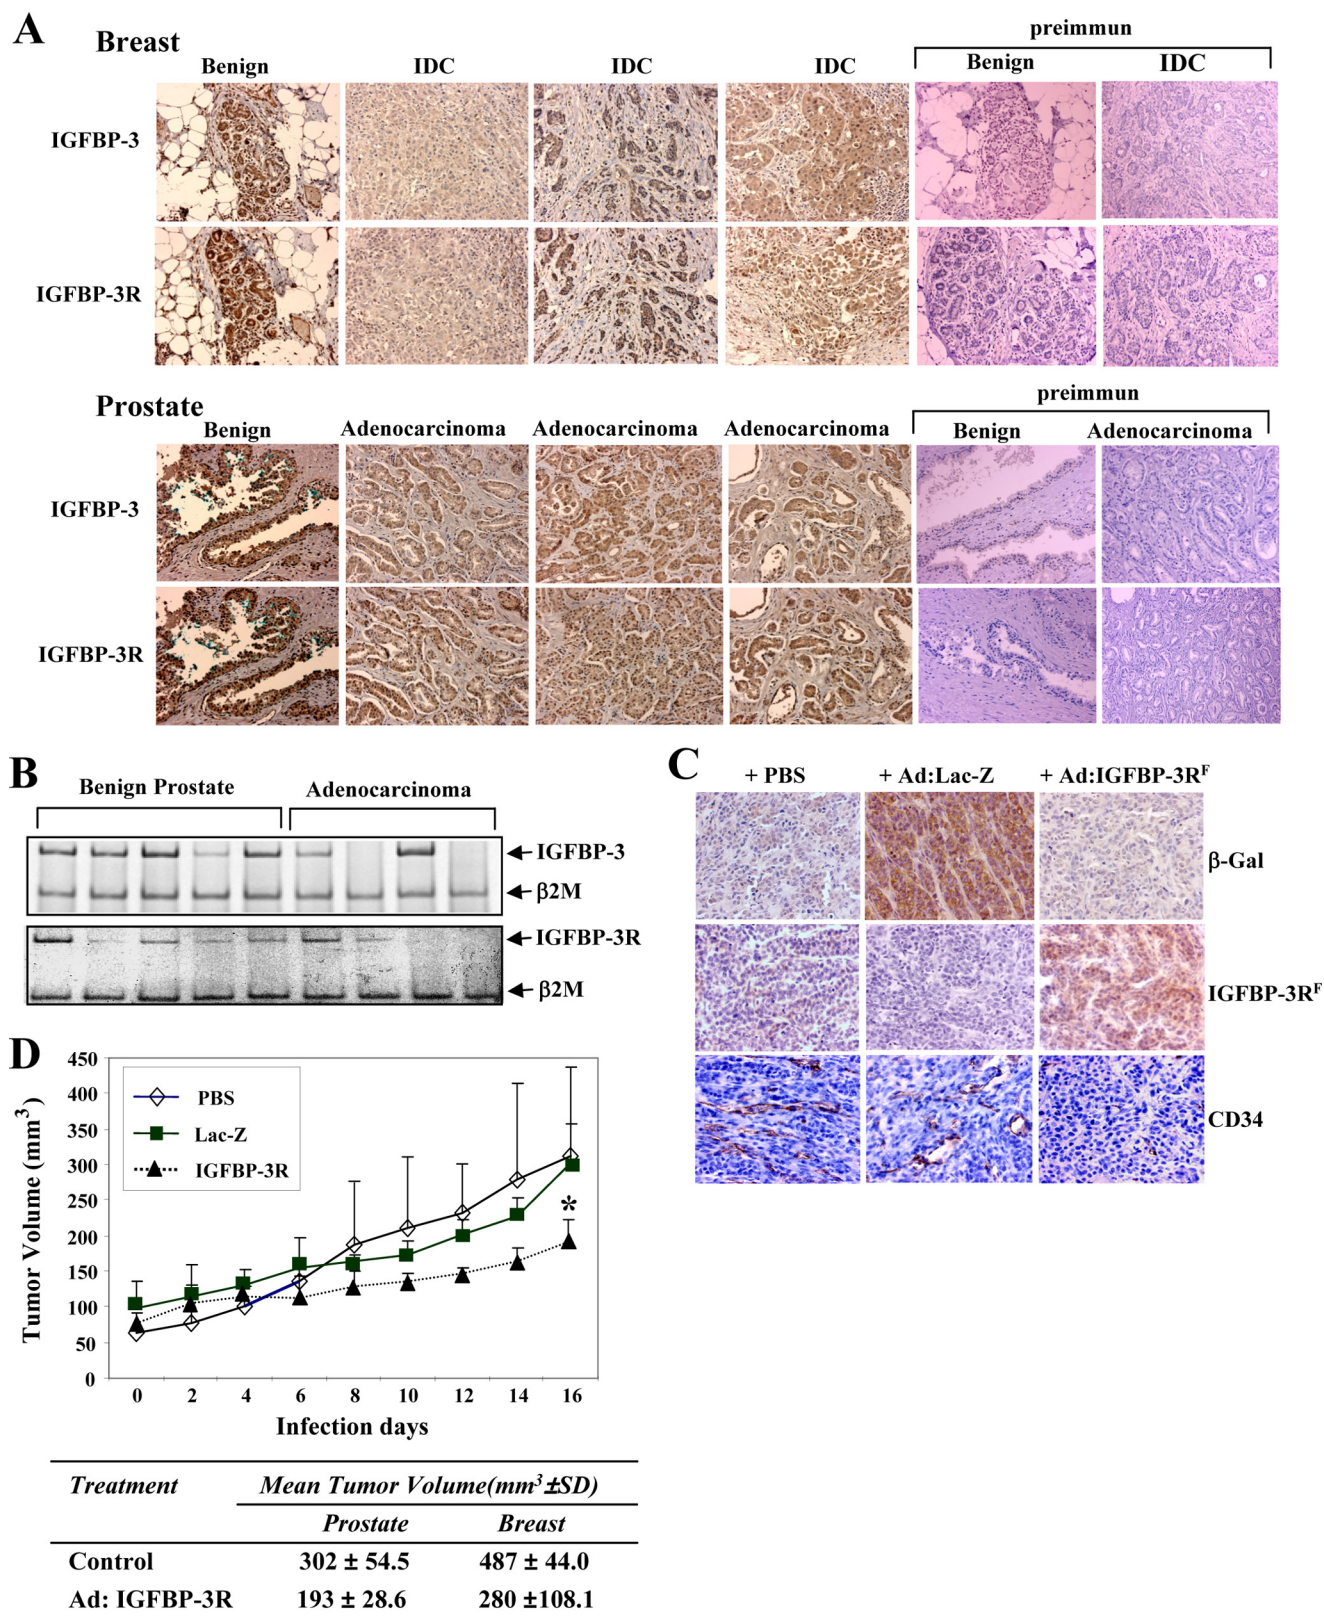 A
Breast
preimmun
Benign IDC IDC IDC Benign IDC
IGFBP-3
IGFBP-3R
Prostate
preimmun
Benign Adenocarcinoma Adenocarcinoma Adenocarcinoma Benign Adenocarcinoma
IGFBP-3
IGFBP-3R
B
Benign Prostate Adenocarcinoma
IGFBP-3
β2M
IGFBP-3R
β2M
C
+ PBS + Ad:Lac-Z + Ad:IGFBP-3Rᶠ
β-Gal
IGFBP-3Rᶠ
CD34
D
Tumor Volume (mm³)
450
400
350
300
250
200
150
100
50
0
PBS
Lac-Z
IGFBP-3R
*
0 2 4 6 8 10 12 14 16
Infection days
Treatment Mean Tumor Volume(mm³±SD)
Prostate Breast
Control 302 ± 54.5 487 ± 44.0
Ad: IGFBP-3R 193 ± 28.6 280 ±108.1